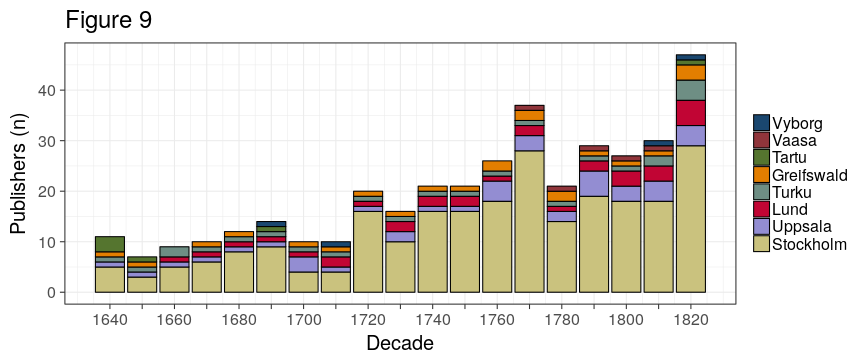 Figure 9
Publishers (n)
40
30
20
10
0
1640
1660
1680
1700
1720
1740
1760
1780
1800
1820
Decade
Vyborg
Vaasa
Tartu
Greifswald
Turku
Lund
Uppsala
Stockholm